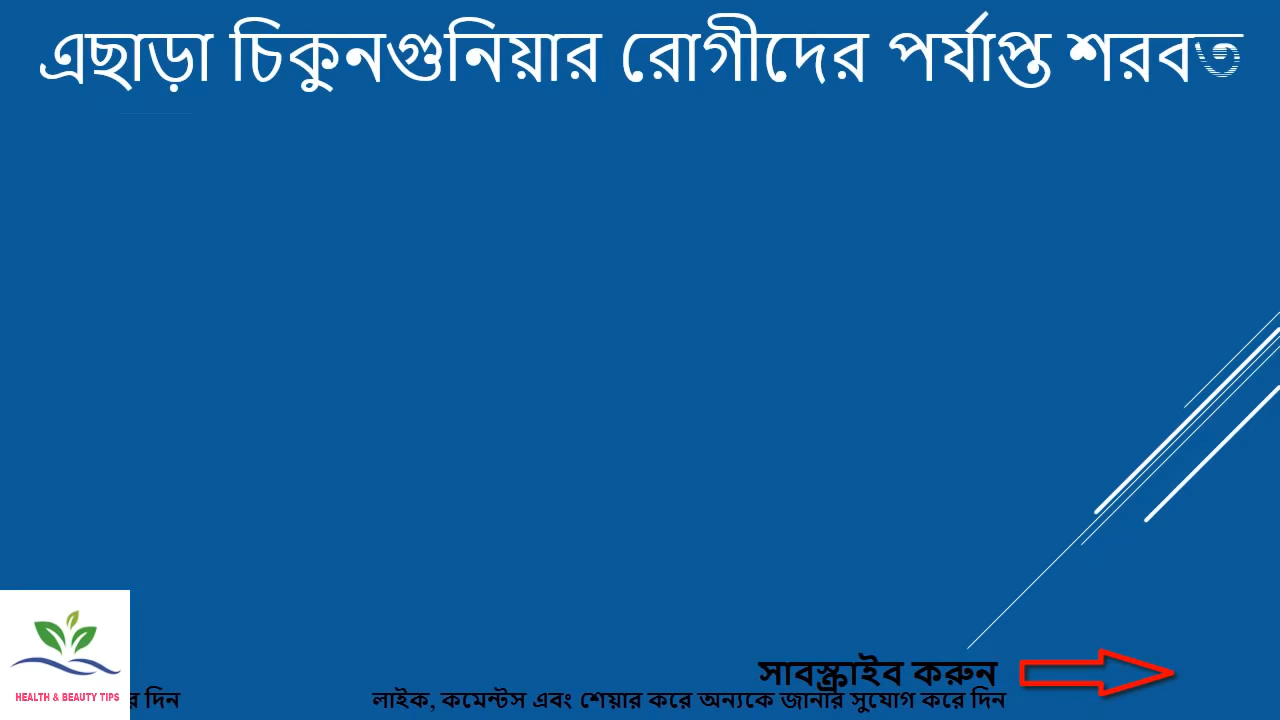 এছাড়া চিকুনগুনিয়ার রোগীদের পর্যাপ্ত শরবত
সাবস্ক্রাইব করুন
HEALTH & BEAUTY TIPS
দিন
লাইক, কমেন্টস এবং শেয়ার করে অন্যকে জানার সুযোগ করে দিন